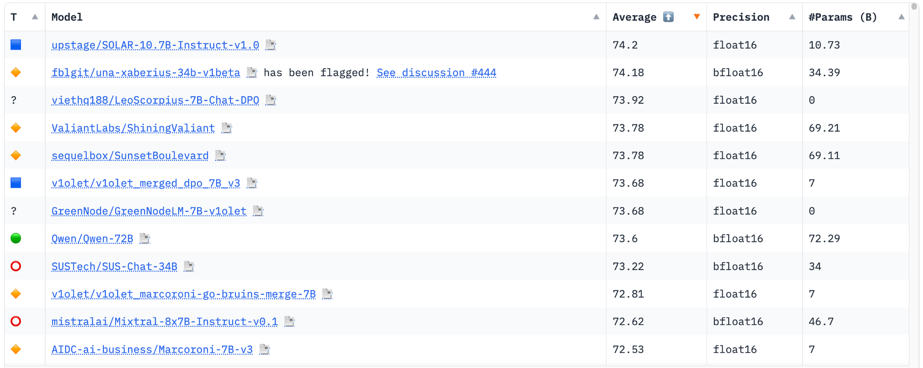 T Model Average Precision #Params (B)
upstage/SOLAR-10.7B-Instruct-v1.0 74.2 float16 10.73
fblgit/una-xaberius-34b-v1beta has been flagged! See discussion #444 74.18 bfloat16 34.39
? viethq188/LeoScorpius-7B-Chat-DPO 73.92 float16 0
ValiantLabs/ShiningValiant 73.78 float16 69.21
sequelbox/SunsetBoulevard 73.78 float16 69.11
v1olet/v1olet_merged_dpo_7B_v3 73.68 float16 7
? GreenNode/GreenNodeLM-7B-v1olet 73.68 float16 0
Qwen/Qwen-72B 73.6 bfloat16 72.29
SUSTech/SUS-Chat-34B 73.22 bfloat16 34
v1olet/v1olet_marcoroni-go-bruins-merge-7B 72.81 float16 7
mistralai/Mixtral-8x7B-Instruct-v0.1 72.62 bfloat16 46.7
AIDC-ai-business/Marcoroni-7B-v3 72.53 float16 7